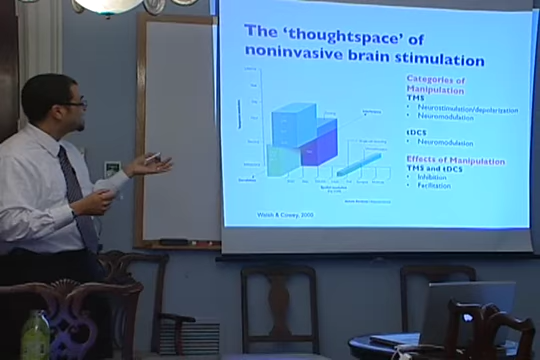 The 'thoughtspace' of
noninvasive brain stimulation
Categories of
Manipulation
TMS
• Neurostimulation/depolarization
• Neuromodulation
tDCS
• Neuromodulation
Effects of Manipulation
TMS and tDCS
• Inhibition
• Facilitation
Walsh & Cowey, 2000